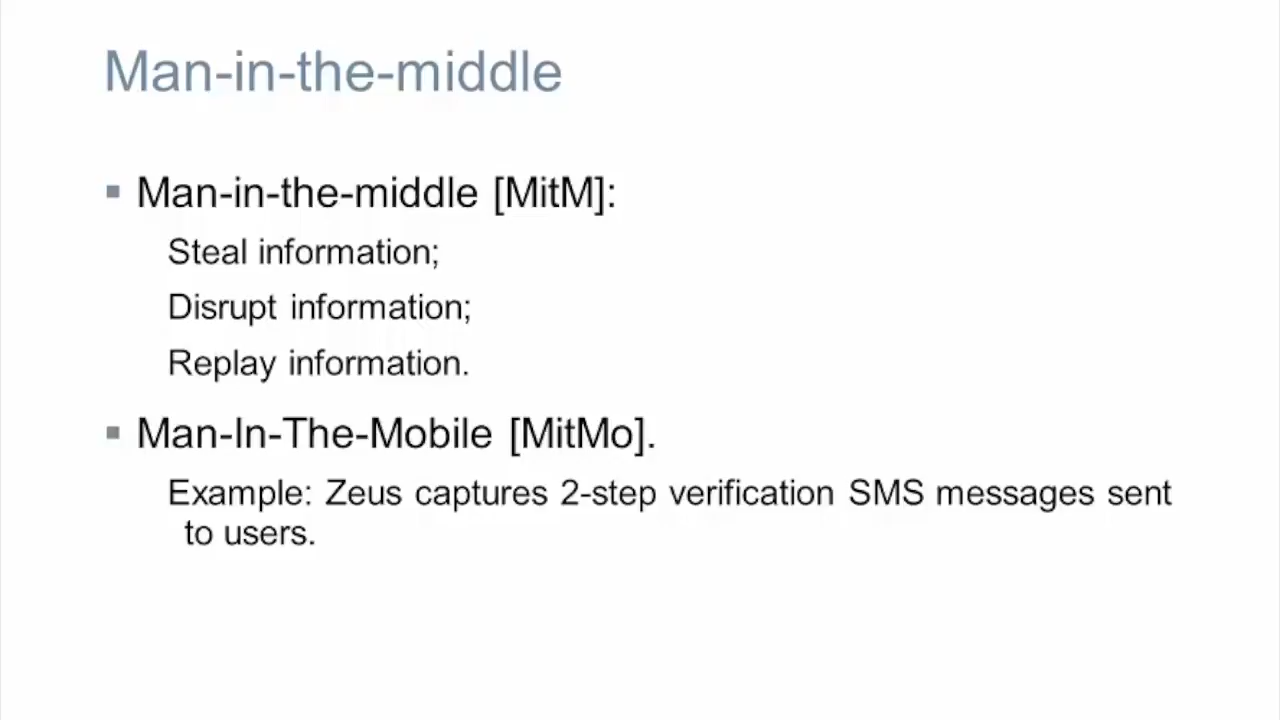 Man-in-the-middle
▪ Man-in-the-middle [MitM]:
Steal information;
Disrupt information;
Replay information.
▪ Man-In-The-Mobile [MitMo].
Example: Zeus captures 2-step verification SMS messages sent
to users.